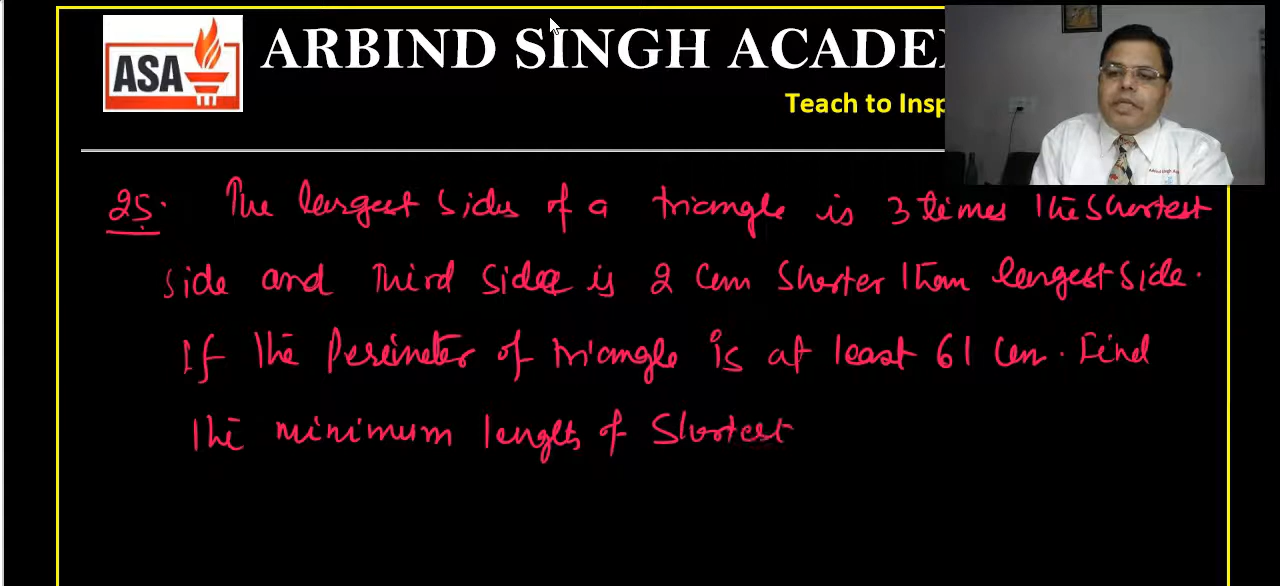 ASA
ARBIND SINGH ACADE
Teach to Insp
25. The largest sides of a triangle is 3 times the shortest
side and third side is 2 cm shorter than largest side.
If the perimeter of triangle is at least 61 cm. Find
the minimum length of shortest